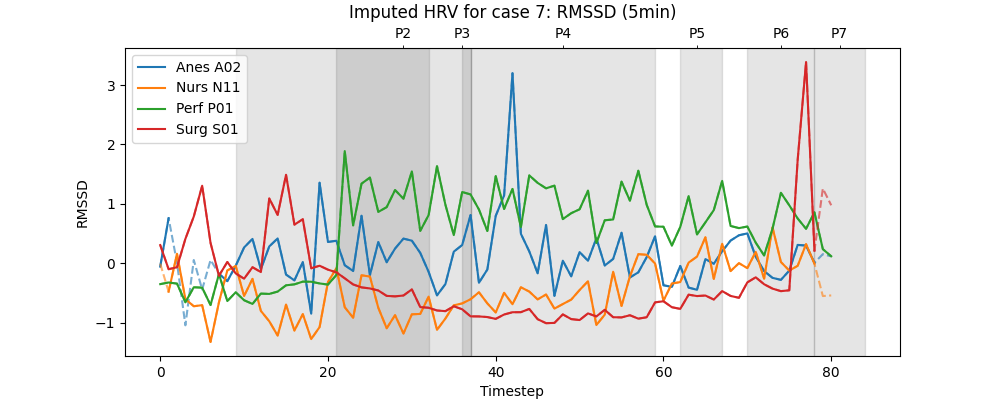 Imputed HRV for case 7: RMSSD (5min)
P2 P3 P4 P5 P6 P7
Anes A02
Nurs N11
Perf P01
Surg S01
RMSSD
3
2
1
0
−1
0 20 40 60 80
Timestep